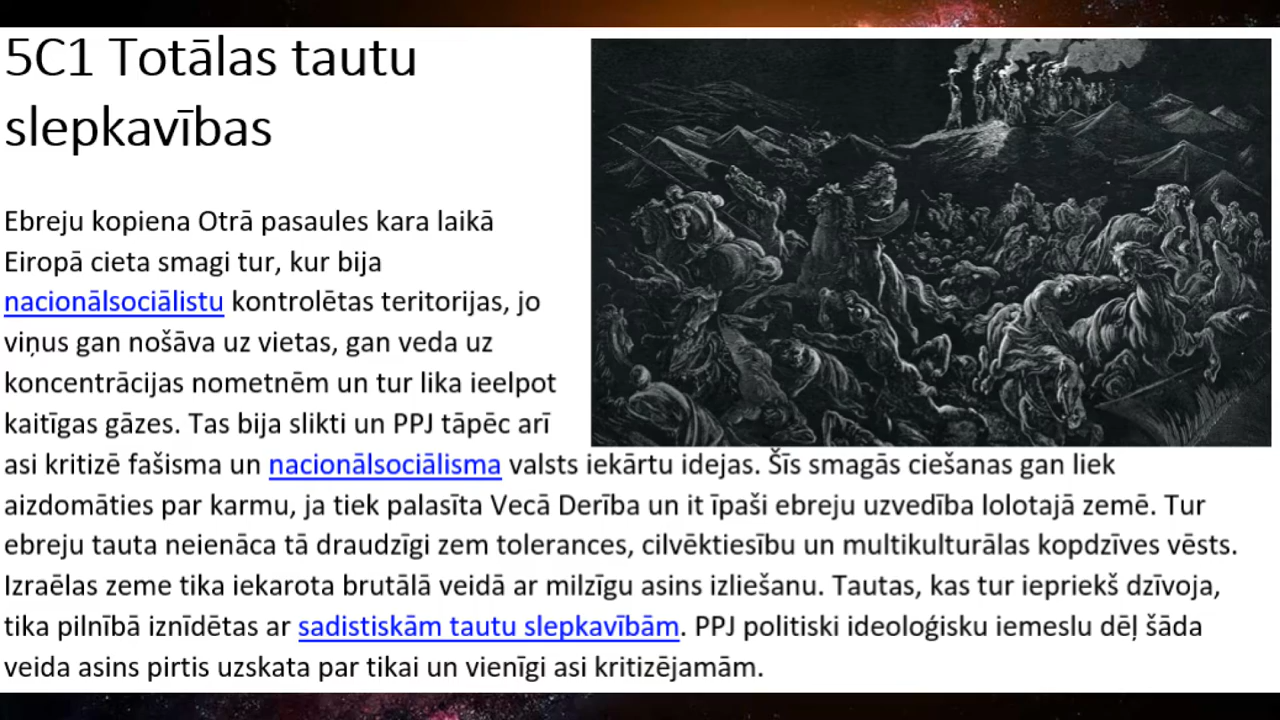 5C1 Totālas tautu
slepkavības
Ebreju kopiena Otrā pasaules kara laikā
Eiropā cieta smagi tur, kur bija
nacionālsociālistu kontrolētas teritorijas, jo
viņus gan nošāva uz vietas, gan veda uz
koncentrācijas nometnēm un tur lika ieelpot
kaitīgas gāzes. Tas bija slikti un PPJ tāpēc arī
asi kritizē fašisma un nacionālsociālisma valsts iekārtu idejas. Šīs smagās ciešanas gan liek
aizdomāties par karmu, ja tiek palasīta Vecā Derība un it īpaši ebreju uzvedība lolotajā zemē. Tur
ebreju tauta neienāca tā draudzīgi zem tolerances, cilvēktiesību un multikulturālas kopdzīves vēsts.
Izraēlas zeme tika iekarota brutālā veidā ar milzīgu asins izliešanu. Tautas, kas tur iepriekš dzīvoja,
tika pilnībā iznīdētas ar sadistiskām tautu slepkavībām. PPJ politiski ideoloģisku iemeslu dēļ šāda
veida asins pirtis uzskata par tikai un vienīgi asi kritizējamām.